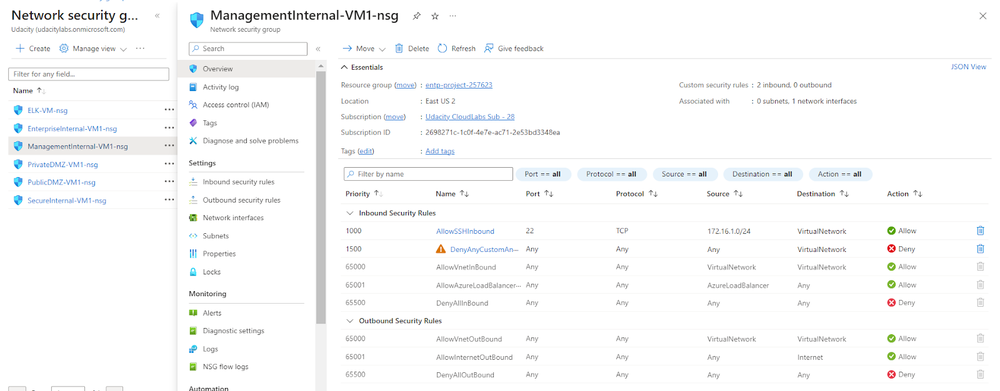 Network security g... «
Udacity (udacitylabs.onmicrosoft.com)
Create Manage view ...
Filter for any field...
Name ↑↓
ELK-VM-nsg ...
EnterpriseInternal-VM1-nsg ...
ManagementInternal-VM1-nsg ...
PrivateDMZ-VM1-nsg ...
PublicDMZ-VM1-nsg ...
SecureInternal-VM1-nsg ...
ManagementInternal-VM1-nsg ...
Network security group
Search «
Overview
Activity log
Access control (IAM)
Tags
Diagnose and solve problems
Settings
Inbound security rules
Outbound security rules
Network interfaces
Subnets
Properties
Locks
Monitoring
Alerts
Diagnostic settings
Logs
NSG flow logs
Automation
Move Delete Refresh Give feedback
Essentials JSON View
Resource group (move) : entp-project-257623
Location : East US 2
Subscription (move) : Udacity CloudLabs Sub - 28
Subscription ID : 2698271c-1c0f-4e7e-ac71-2e53bd3348ea
Tags (edit) : Add tags
Custom security rules : 2 inbound, 0 outbound
Associated with : 0 subnets, 1 network interfaces
Filter by name Port == all Protocol == all Source == all Destination == all Action == all
Priority ↑↓ Name ↑↓ Port ↑↓ Protocol ↑↓ Source ↑↓ Destination ↑↓ Action ↑↓
Inbound Security Rules
1000 AllowSSHInbound 22 TCP 172.16.1.0/24 VirtualNetwork Allow
1500 DenyAnyCustomAn... Any Any Any VirtualNetwork Deny
65000 AllowVnetInBound Any Any VirtualNetwork VirtualNetwork Allow
65001 AllowAzureLoadBalancer... Any Any AzureLoadBalancer Any Allow
65500 DenyAllInBound Any Any Any Any Deny
Outbound Security Rules
65000 AllowVnetOutBound Any Any VirtualNetwork VirtualNetwork Allow
65001 AllowInternetOutBound Any Any Any Internet Allow
65500 DenyAllOutBound Any Any Any Any Deny